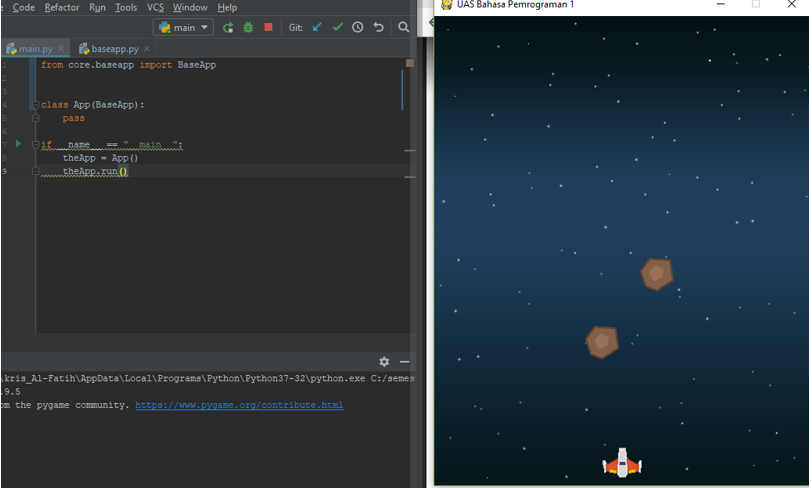 Code Refactor Run Tools VCS Window Help
main
Git:
main.py
baseapp.py
1 from core.baseapp import BaseApp
2
3
4 class App(BaseApp):
5 pass
6
7 if __name__ == "__main__":
8 theApp = App()
9 theApp.run()
\kris_Al-Fatih\AppData\Local\Programs\Python\Python37-32\python.exe C:/semes
.9.5
om the pygame community. https://www.pygame.org/contribute.html
UAS Bahasa Pemrograman 1